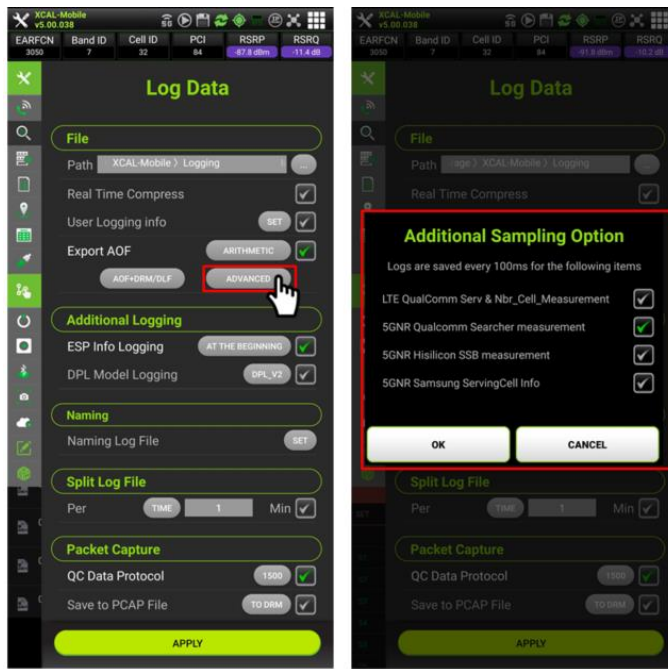 XCAL-Mobile
v5.00.038
5G
EARFCN Band ID Cell ID PCI RSRP RSRQ
3050 7 32 84 -87.8 dBm -11.4 dB
Log Data
File
Path XCAL-Mobile 〉 Logging ...
Real Time Compress
User Logging info SET
Export AOF ARITHMETIC
AOF+DRM/DLF ADVANCED
Additional Logging
ESP Info Logging AT THE BEGINNING
DPL Model Logging DPL_V2
Naming
Naming Log File SET
Split Log File
Per TIME 1 Min
Packet Capture
QC Data Protocol 1500
Save to PCAP File TO DRM
APPLY
XCAL-Mobile
v5.00.038
5G
EARFCN Band ID Cell ID PCI RSRP RSRQ
3050 7 32 84 -91.8 dBm -10.2 dB
Log Data
File
Path age 〉 XCAL-Mobile 〉 Logging ...
Real Time Compress
Additional Sampling Option
Logs are saved every 100ms for the following items
LTE QualComm Serv & Nbr_Cell_Measurement
5GNR Qualcomm Searcher measurement
5GNR Hisilicon SSB measurement
5GNR Samsung ServingCell Info
OK CANCEL
Split Log File
Per TIME 1 Min
Packet Capture
QC Data Protocol 1500
Save to PCAP File TO DRM
APPLY